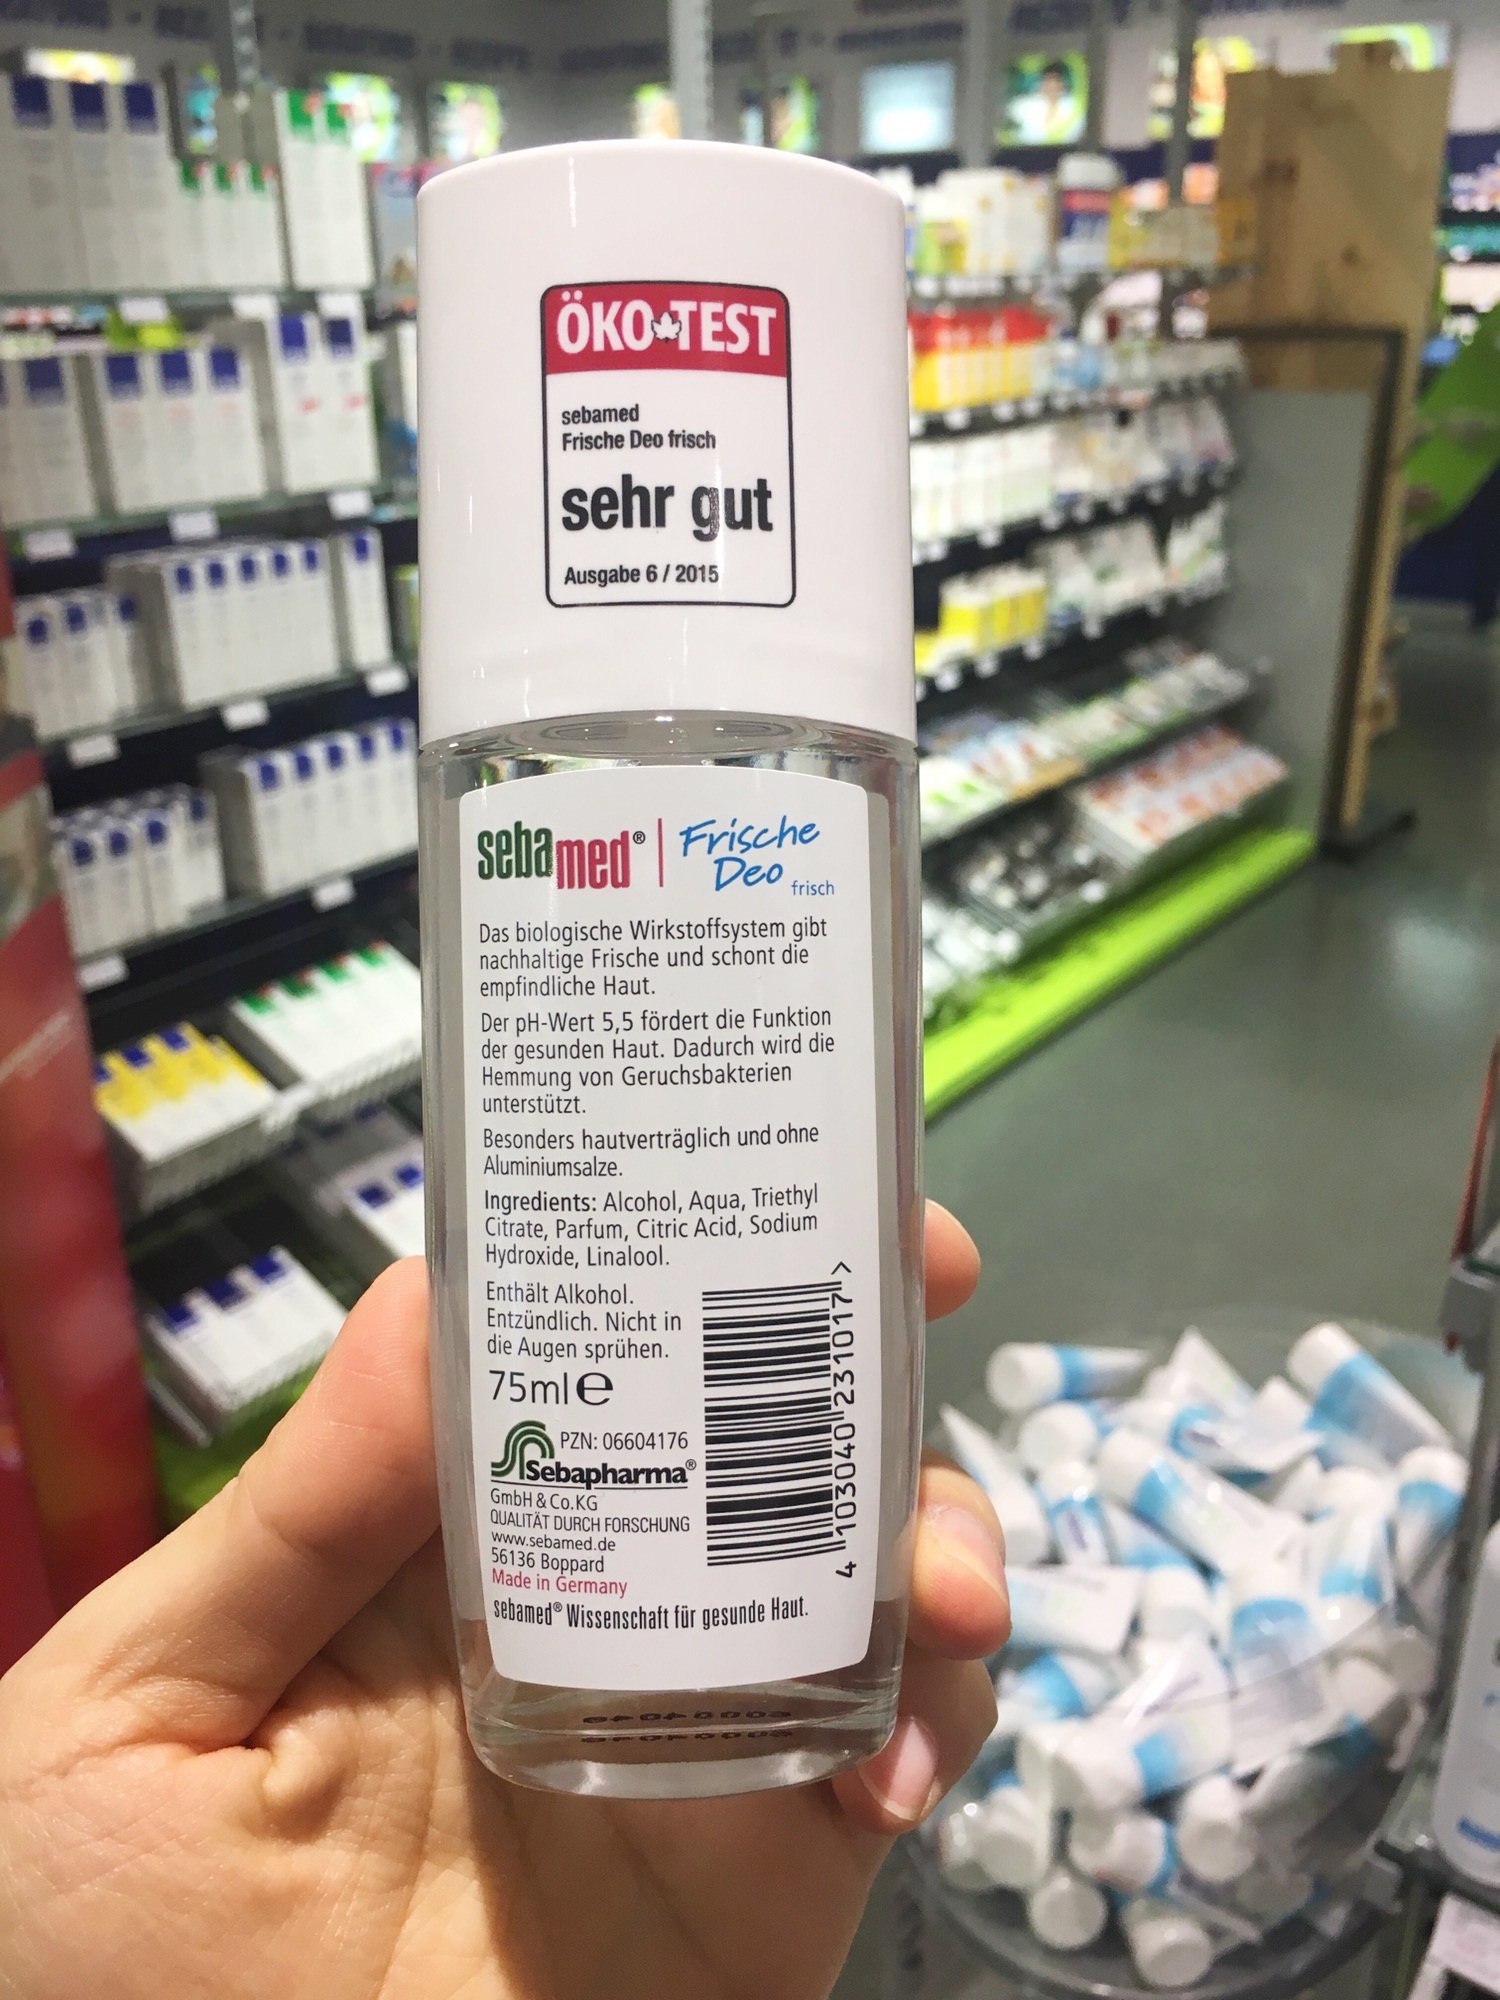 ÖKO TEST
sebamed
Frische Deo frisch
sehr gut
Ausgabe 6 / 2015
sebamed® | Frische
Deo
frisch
Das biologische Wirkstoffsystem gibt
nachhaltige Frische und schont die
empfindliche Haut.
Der pH-Wert 5,5 fördert die Funktion
der gesunden Haut. Dadurch wird die
Hemmung von Geruchsbakterien
unterstützt.
Besonders hautverträglich und ohne
Aluminiumsalze.
Ingredients: Alcohol, Aqua, Triethyl
Citrate, Parfum, Citric Acid, Sodium
Hydroxide, Linalool.
Enthält Alkohol.
Entzündlich. Nicht in
die Augen sprühen.
75ml e
PZN: 06604176
Sebapharma®
GmbH & Co.KG
QUALITÄT DURCH FORSCHUNG
www.sebamed.de
56136 Boppard
Made in Germany
sebamed® Wissenschaft für gesunde Haut.
4 103040 231017 >